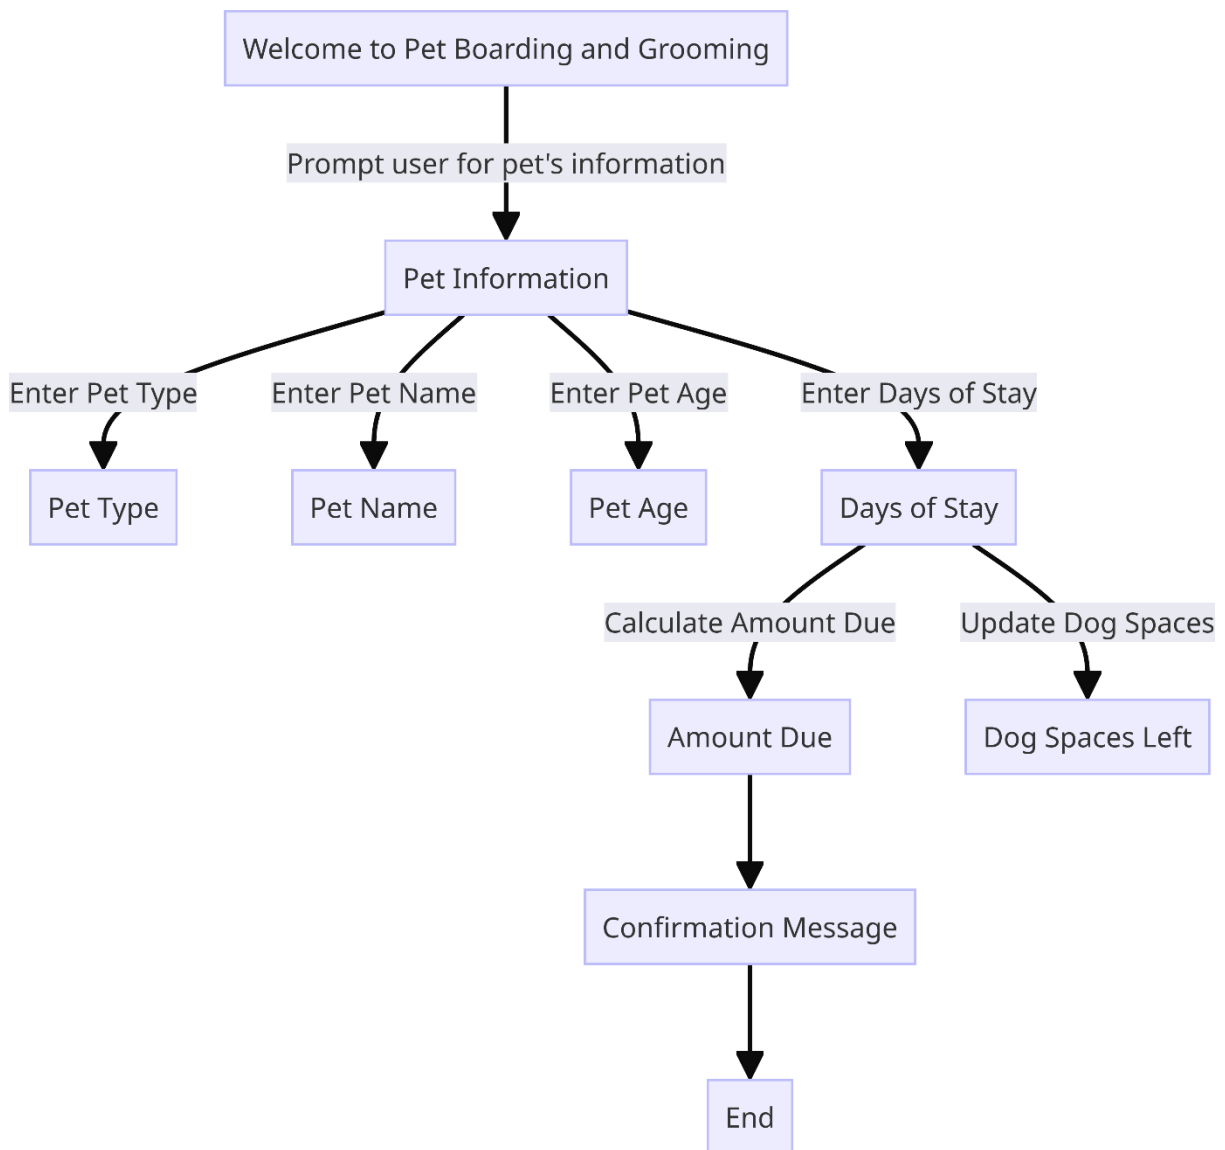 Welcome to Pet Boarding and Grooming
Prompt user for pet's information
Pet Information
Enter Pet Type
Enter Pet Name
Enter Pet Age
Enter Days of Stay
Pet Type
Pet Name
Pet Age
Days of Stay
Calculate Amount Due
Update Dog Spaces
Amount Due
Dog Spaces Left
Confirmation Message
End